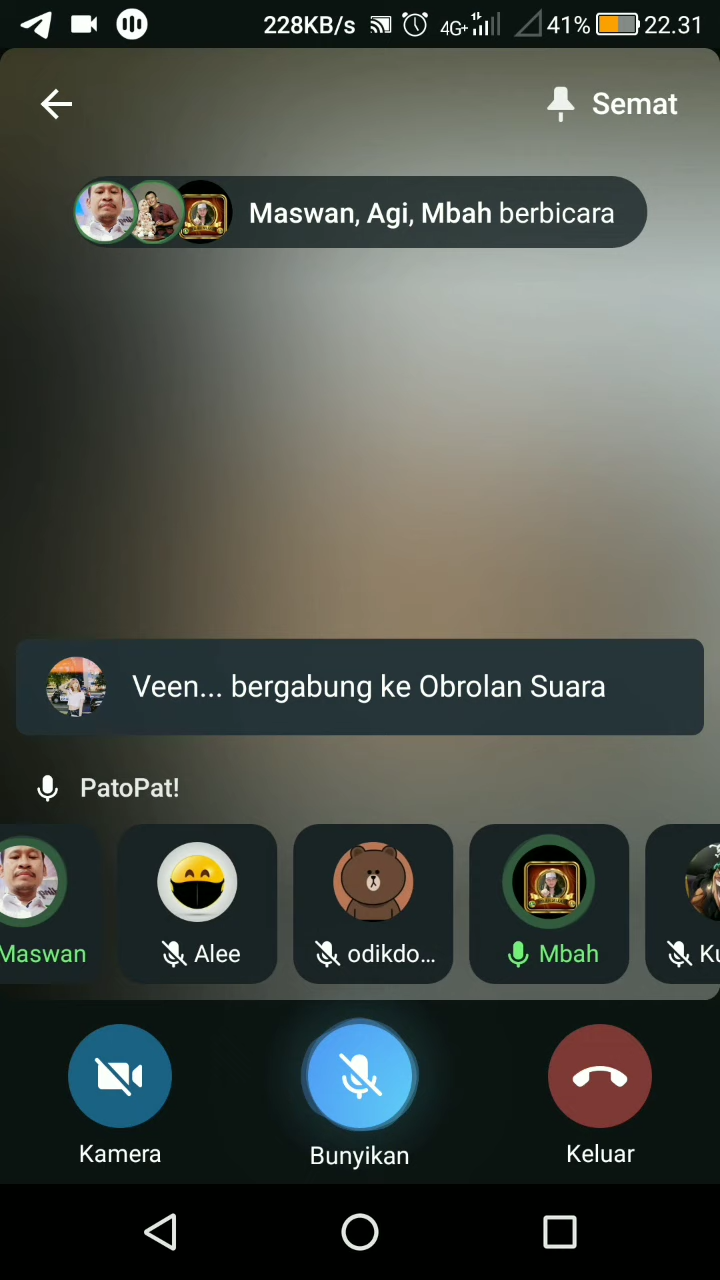 228KB/s 4G+ 41% 22.31
Semat
Maswan, Agi, Mbah berbicara
Veen... bergabung ke Obrolan Suara
PatoPat!
Maswan Alee odikdo... Mbah Ku
Kamera Bunyikan Keluar